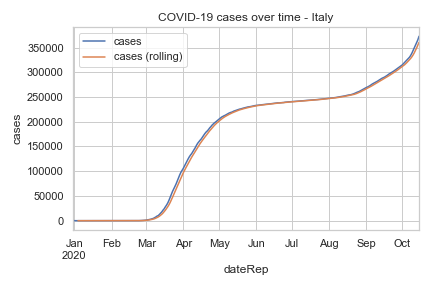 COVID-19 cases over time - Italy
cases
cases (rolling)
350000
300000
250000
200000
150000
100000
50000
0
cases
Jan Feb Mar Apr May Jun Jul Aug Sep Oct
2020
dateRep